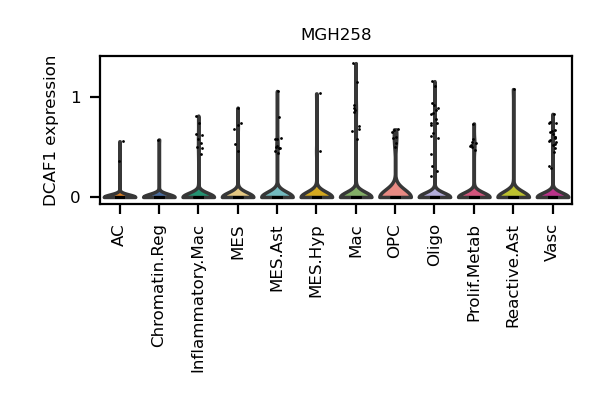 MGH258
DCAF1 expression
1
0
AC
Chromatin.Reg
Inflammatory.Mac
MES
MES.Ast
MES.Hyp
Mac
OPC
Oligo
Prolif.Metab
Reactive.Ast
Vasc